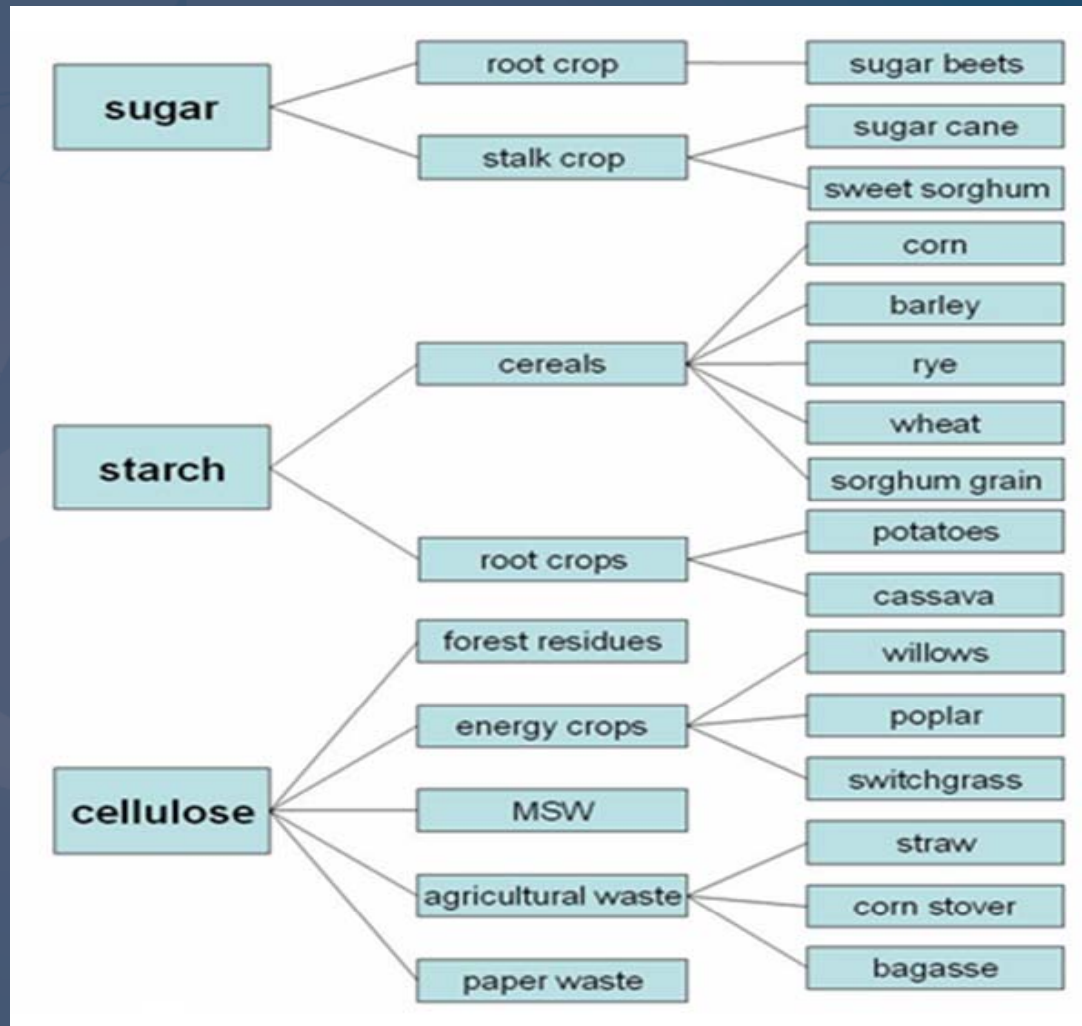 sugar
root crop
sugar beets
stalk crop
sugar cane
sweet sorghum
starch
cereals
corn
barley
rye
wheat
sorghum grain
root crops
potatoes
cassava
cellulose
forest residues
energy crops
willows
poplar
switchgrass
MSW
agricultural waste
straw
corn stover
bagasse
paper waste